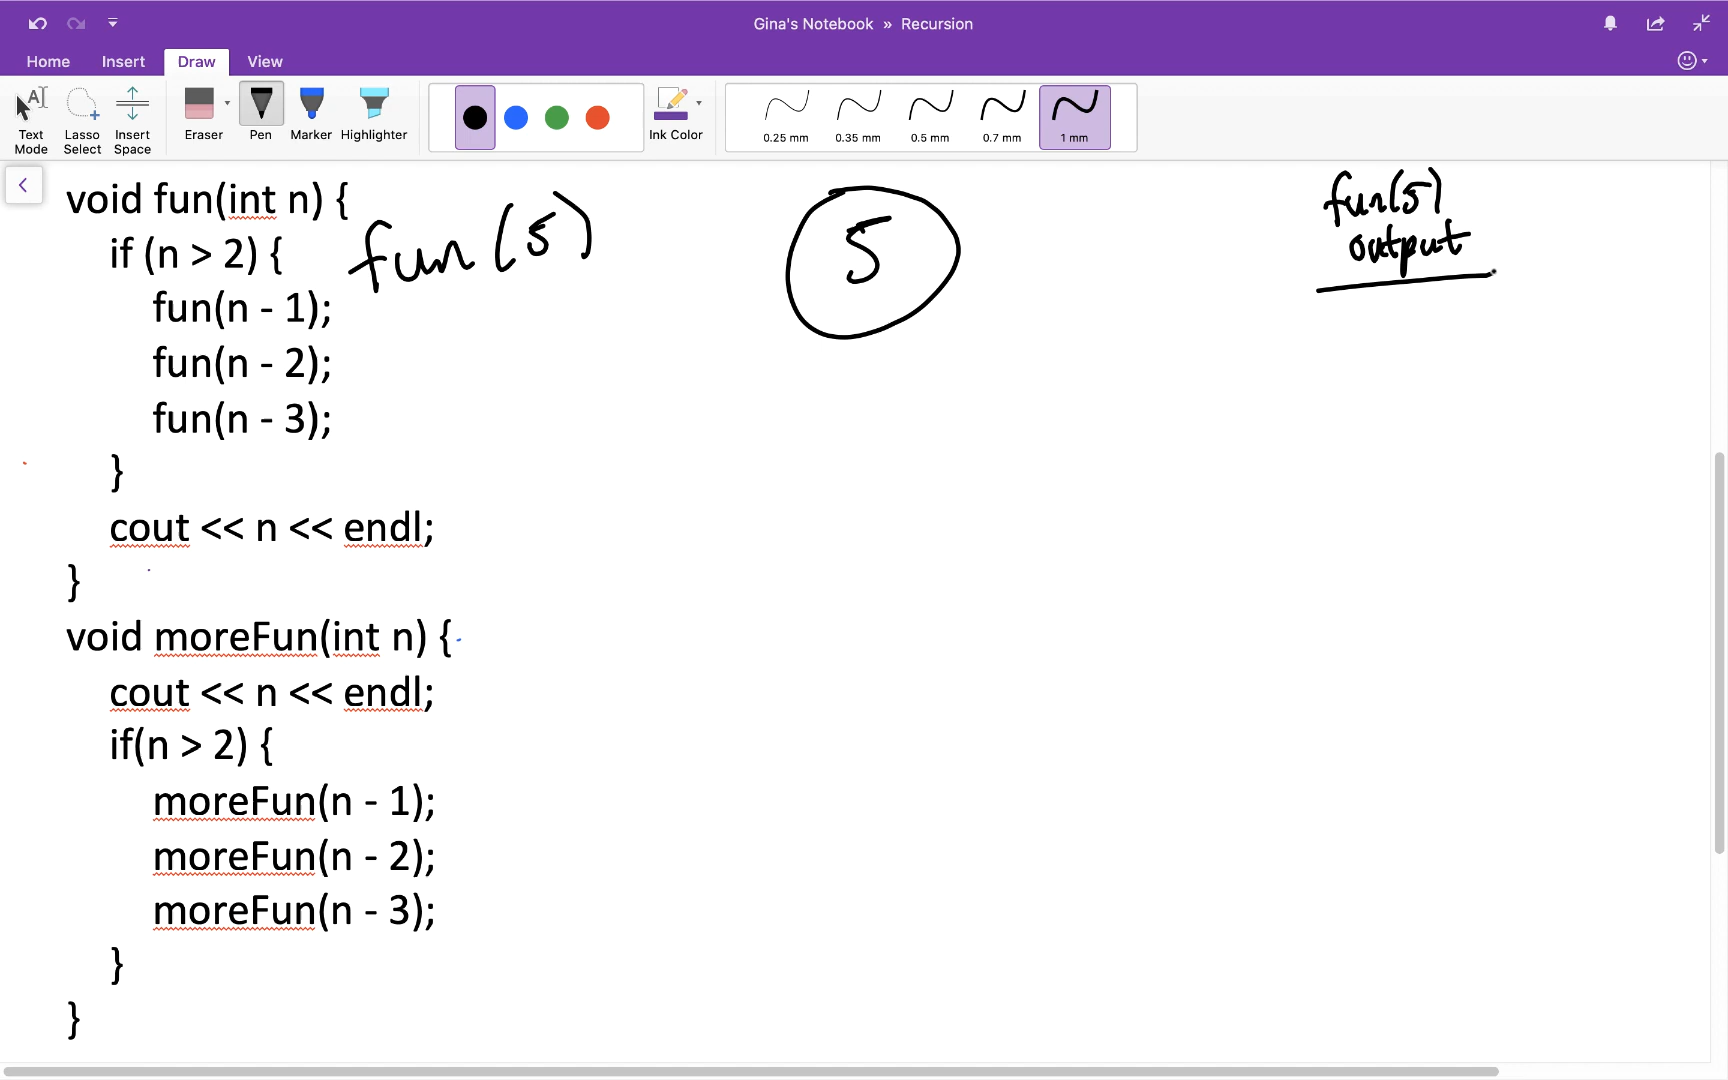 Gina's Notebook » Recursion
Home Insert Draw View
Text Mode
Lasso Select
Insert Space
Eraser
Pen
Marker
Highlighter
Ink Color
0.25 mm
0.35 mm
0.5 mm
0.7 mm
1 mm
void fun(int n) {
if (n > 2) {
fun(n - 1);
fun(n - 2);
fun(n - 3);
}
cout << n << endl;
}
void moreFun(int n) {
cout << n << endl;
if(n > 2) {
moreFun(n - 1);
moreFun(n - 2);
moreFun(n - 3);
}
}
fun(5)
5
fun(5)
output